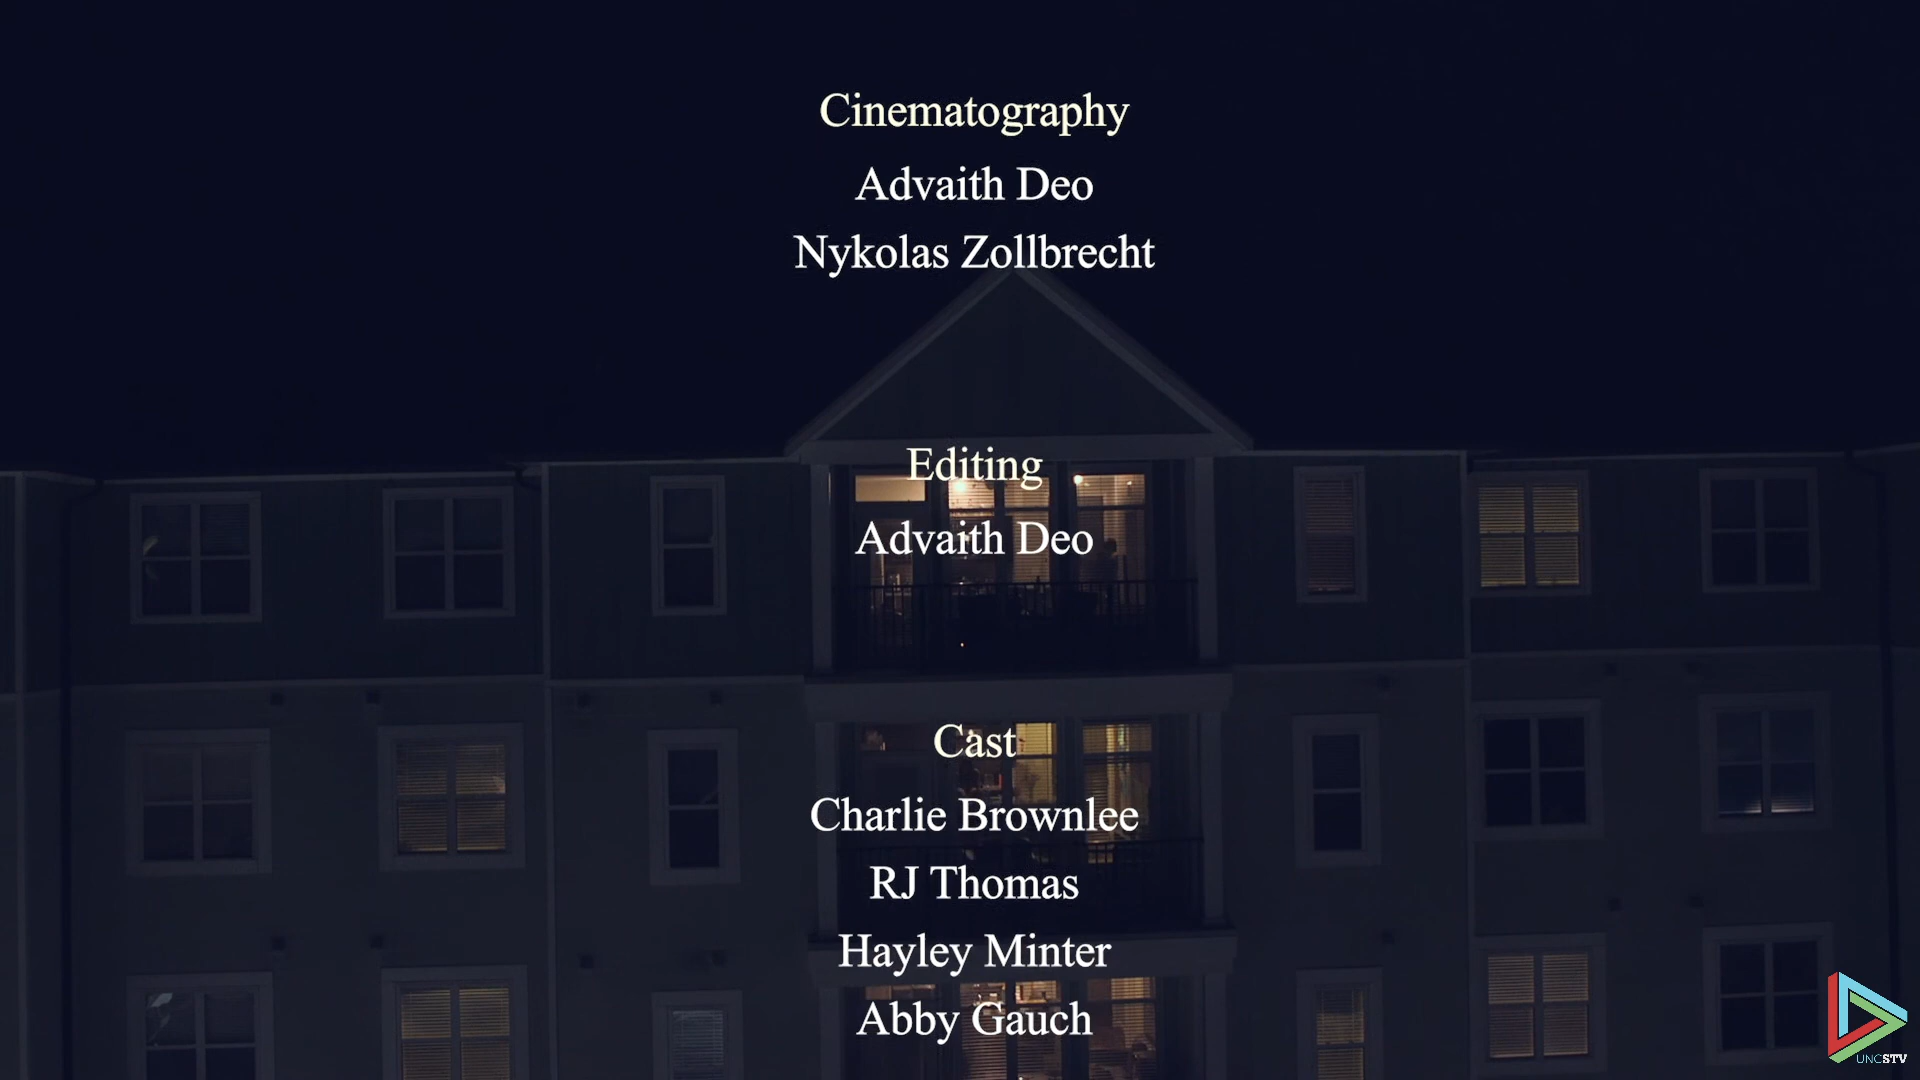 Cinematography
Advaith Deo
Nykolas Zollbrecht
Editing
Advaith Deo
Cast
Charlie Brownlee
RJ Thomas
Hayley Minter
Abby Gauch
UNCSTV